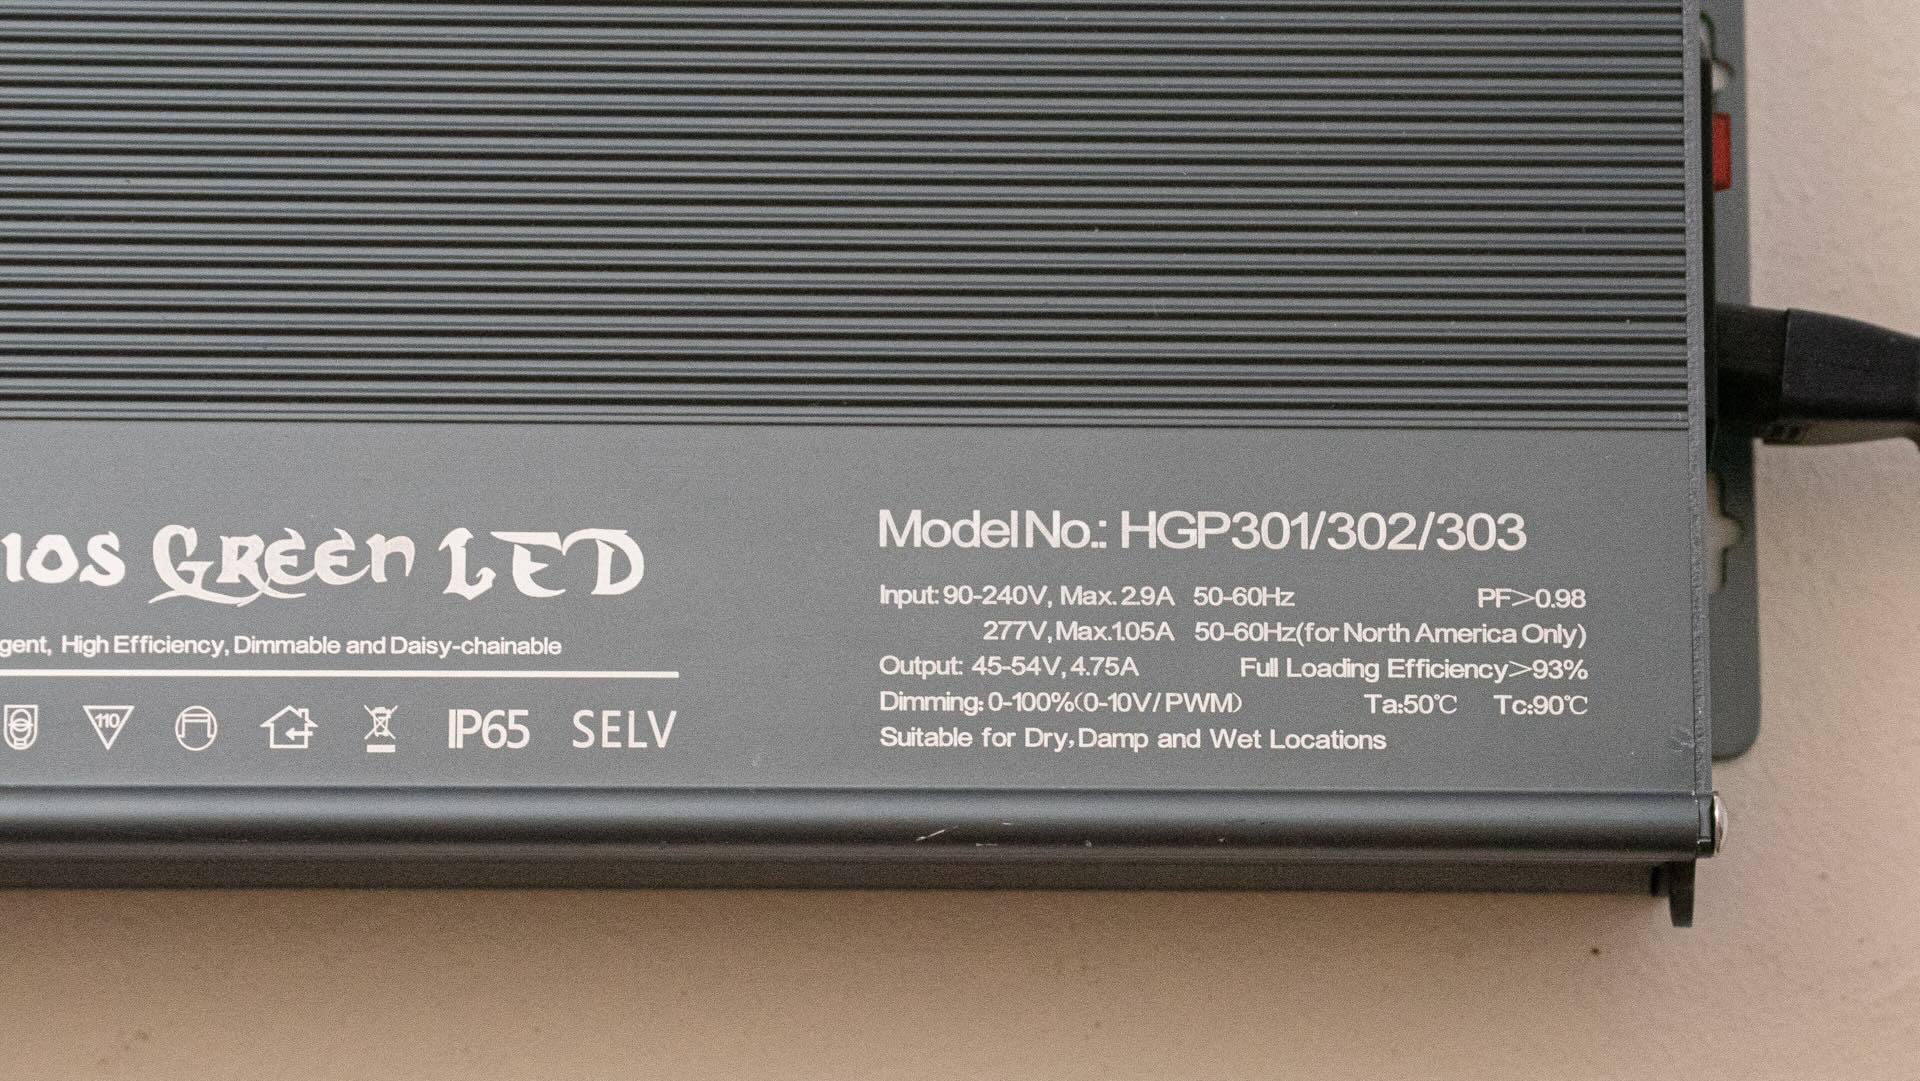 ios Green LED
gent, High Efficiency, Dimmable and Daisy-chainable
110
IP65 SELV
Model No.: HGP301/302/303
Input: 90-240V, Max. 2.9A 50-60Hz PF>0.98
277V, Max.1.05A 50-60Hz(for North America Only)
Output: 45-54V, 4.75A Full Loading Efficiency>93%
Dimming: 0-100%(0-10V/PWM) Ta:50℃ Tc:90℃
Suitable for Dry, Damp and Wet Locations